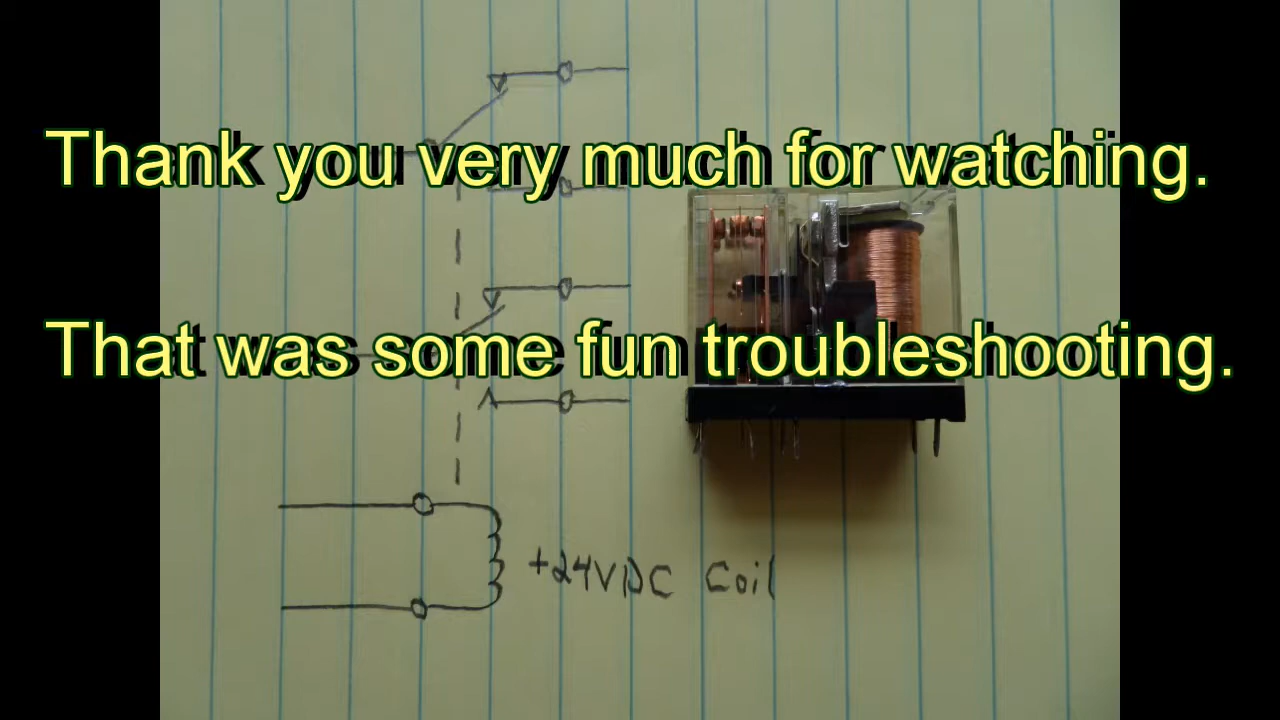 Thank you very much for watching.
That was some fun troubleshooting.
+24VDC Coil